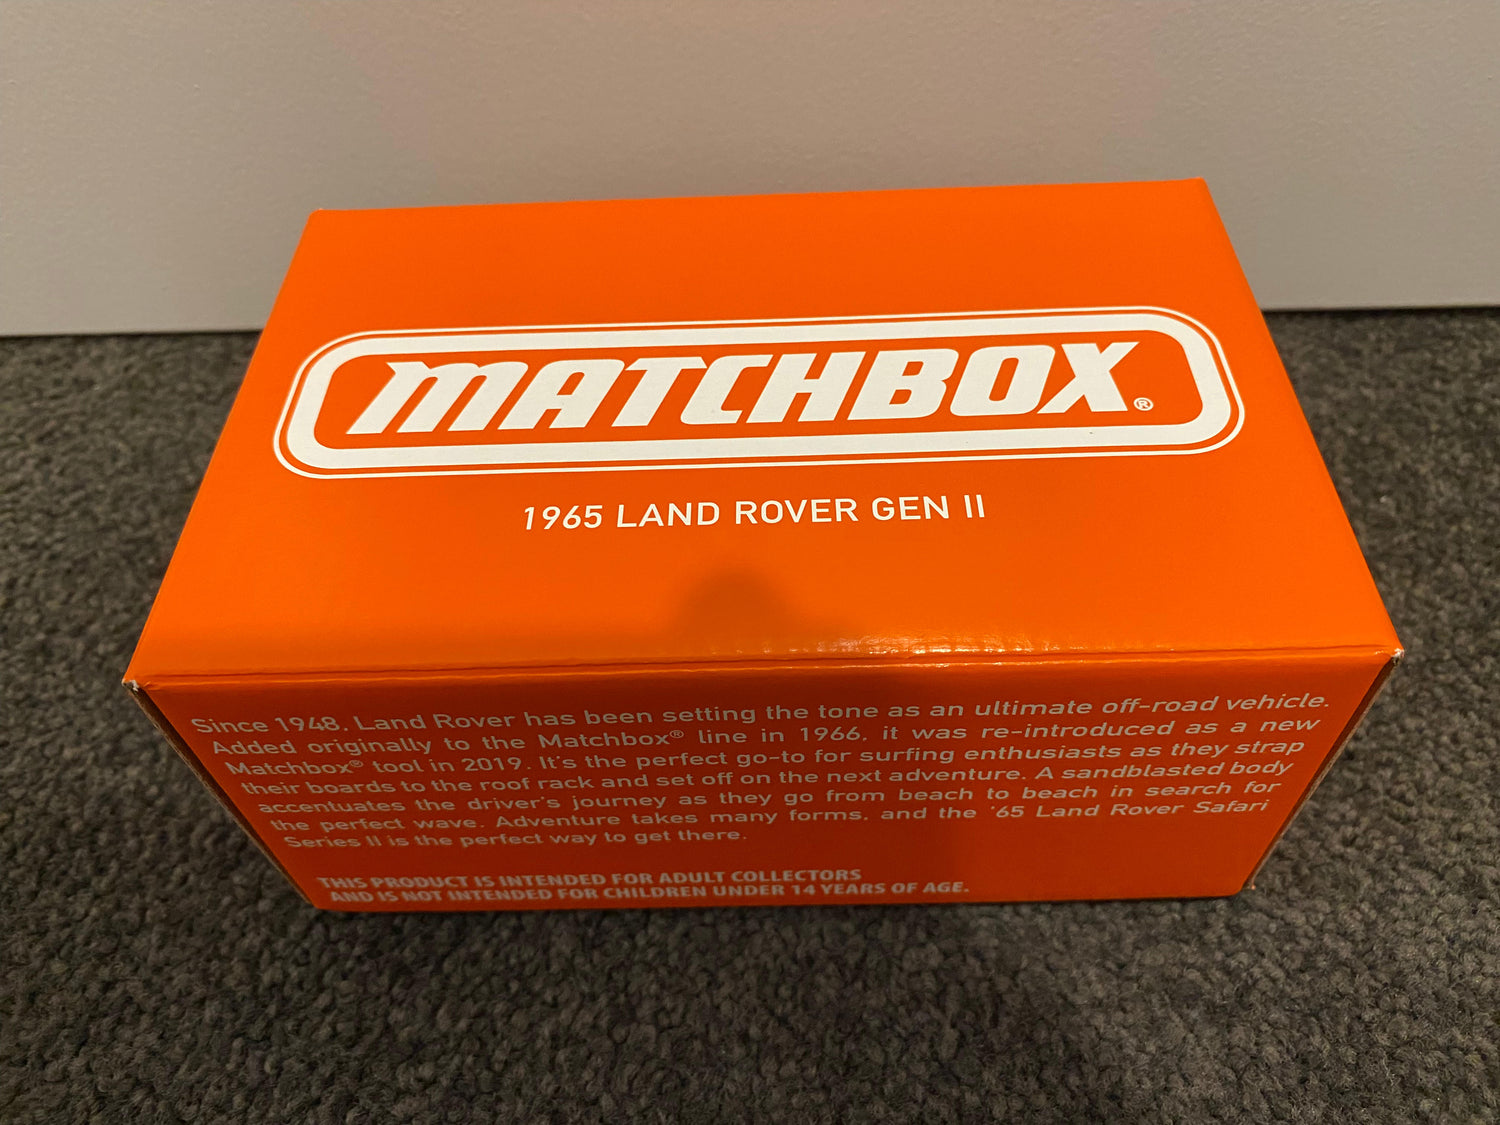 MATCHBOX®
1965 LAND ROVER GEN II
Since 1948, Land Rover has been setting the tone as an ultimate off-road vehicle.
Added originally to the Matchbox® line in 1966, it was re-introduced as a new
Matchbox® tool in 2019. It's the perfect go-to for surfing enthusiasts as they strap
their boards to the roof rack and set off on the next adventure. A sandblasted body
accentuates the driver's journey as they go from beach to beach in search for
the perfect wave. Adventure takes many forms, and the '65 Land Rover Safari
Series II is the perfect way to get there.
THIS PRODUCT IS INTENDED FOR ADULT COLLECTORS
AND IS NOT INTENDED FOR CHILDREN UNDER 14 YEARS OF AGE.